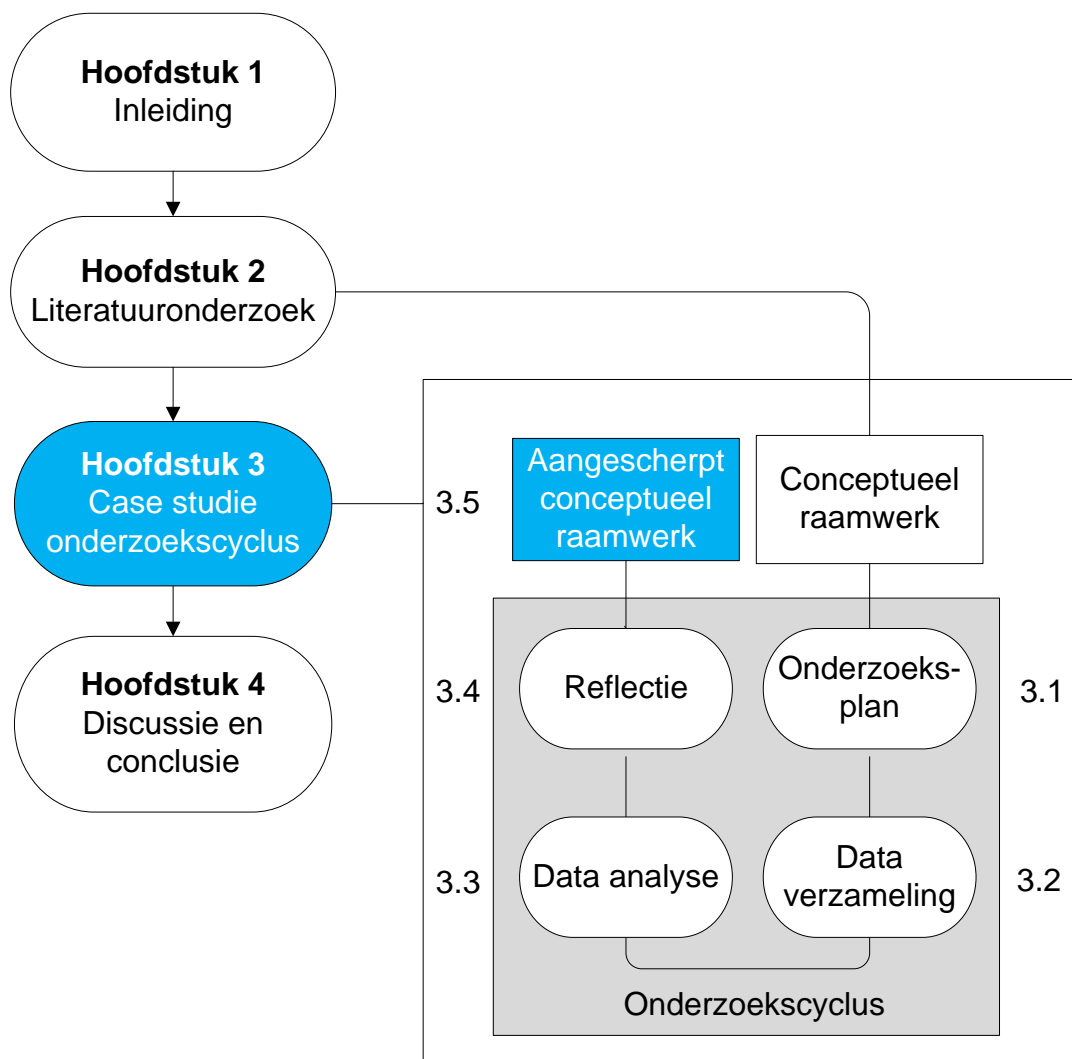 Hoofdstuk 1
Inleiding
Hoofdstuk 2
Literatuuronderzoek
Hoofdstuk 3
Case studie
onderzoekscyclus
Hoofdstuk 4
Discussie en
conclusie
3.5
Aangescherpt
conceptueel
raamwerk
Conceptueel
raamwerk
3.4
Reflectie
Onderzoeks-
plan
3.1
3.3
Data analyse
Data
verzameling
3.2
Onderzoekscyclus